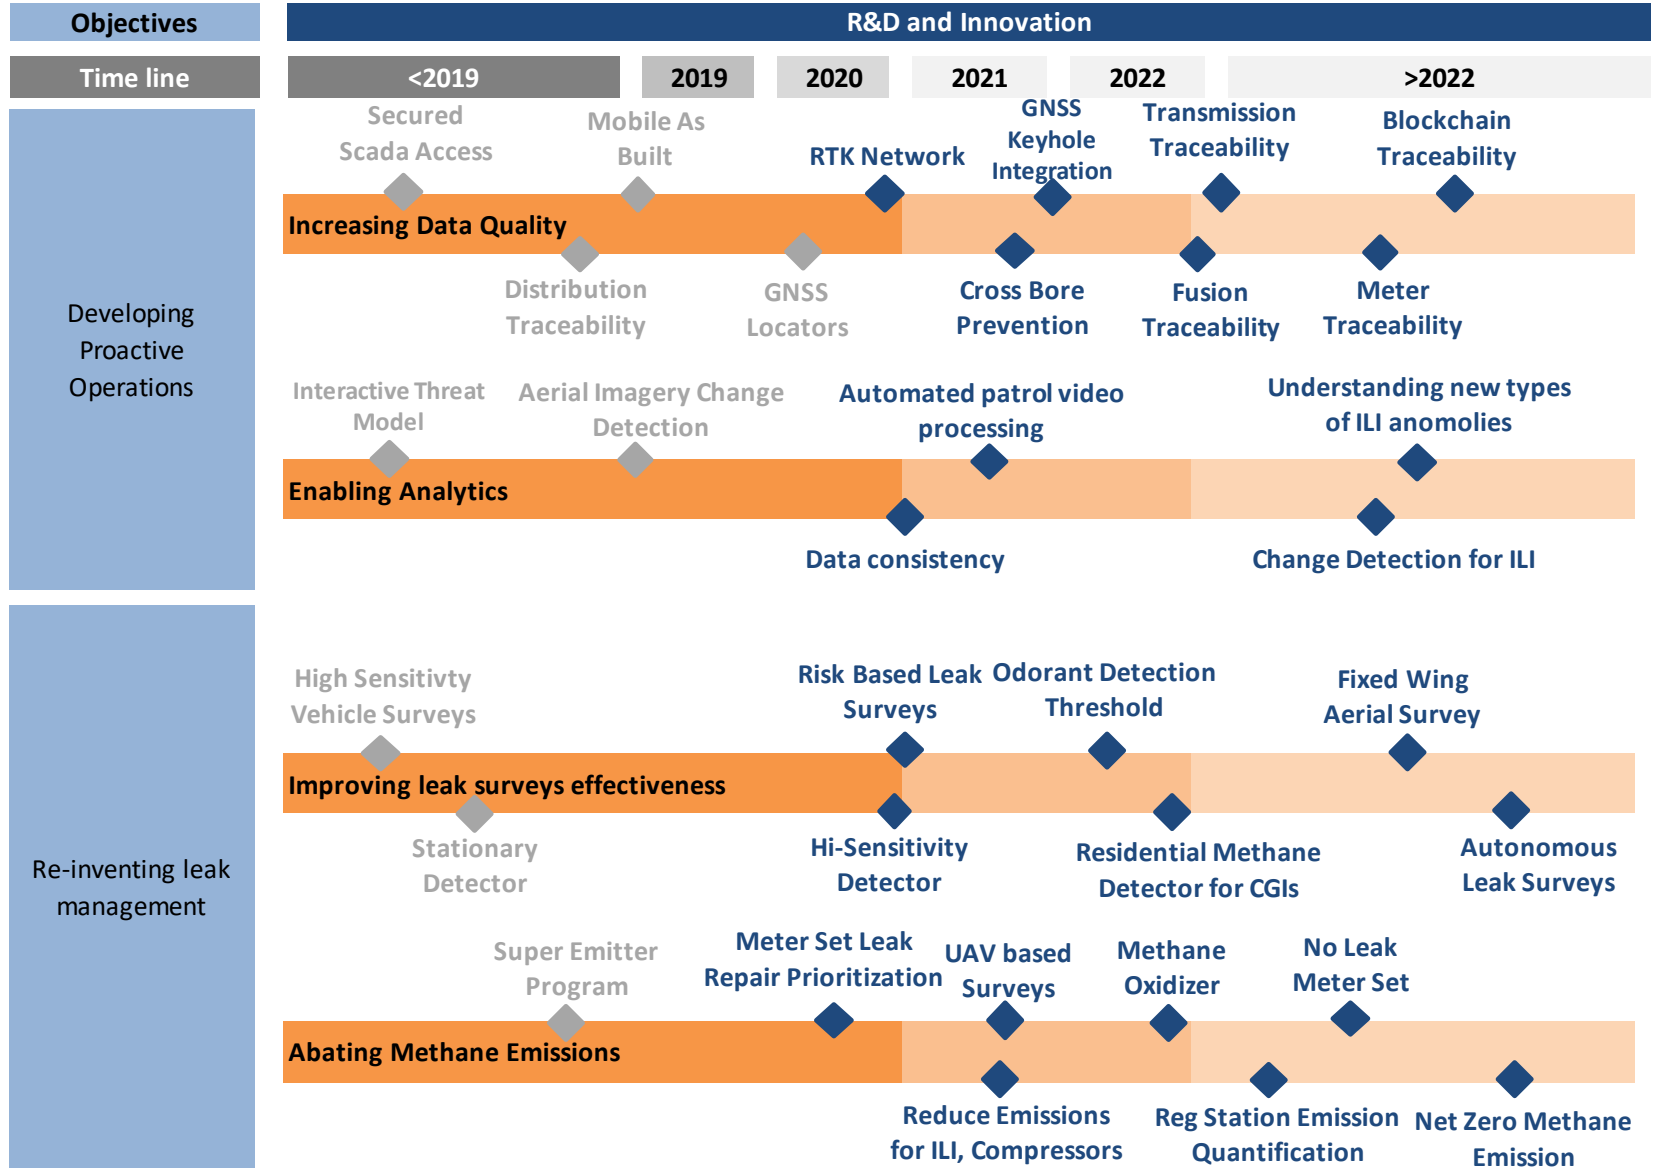 Objectives
R&D and Innovation
Time line
<2019
2019
2020
2021
2022
>2022
Developing
Proactive
Operations
Secured
Scada Access
Mobile As
Built
RTK Network
GNSS
Keyhole
Integration
Transmission
Traceability
Blockchain
Traceability
Increasing Data Quality
Distribution
Traceability
GNSS
Locators
Cross Bore
Prevention
Fusion
Traceability
Meter
Traceability
Interactive Threat
Model
Aerial Imagery Change
Detection
Automated patrol video
processing
Understanding new types
of ILI anomolies
Enabling Analytics
Data consistency
Change Detection for ILI
Re-inventing leak
management
High Sensitivty
Vehicle Surveys
Risk Based Leak
Surveys
Odorant Detection
Threshold
Fixed Wing
Aerial Survey
Improving leak surveys effectiveness
Stationary
Detector
Hi-Sensitivity
Detector
Residential Methane
Detector for CGIs
Autonomous
Leak Surveys
Super Emitter
Program
Meter Set Leak
Repair Prioritization
UAV based
Surveys
Methane
Oxidizer
No Leak
Meter Set
Abating Methane Emissions
Reduce Emissions
for ILI, Compressors
Reg Station Emission
Quantification
Net Zero Methane
Emission